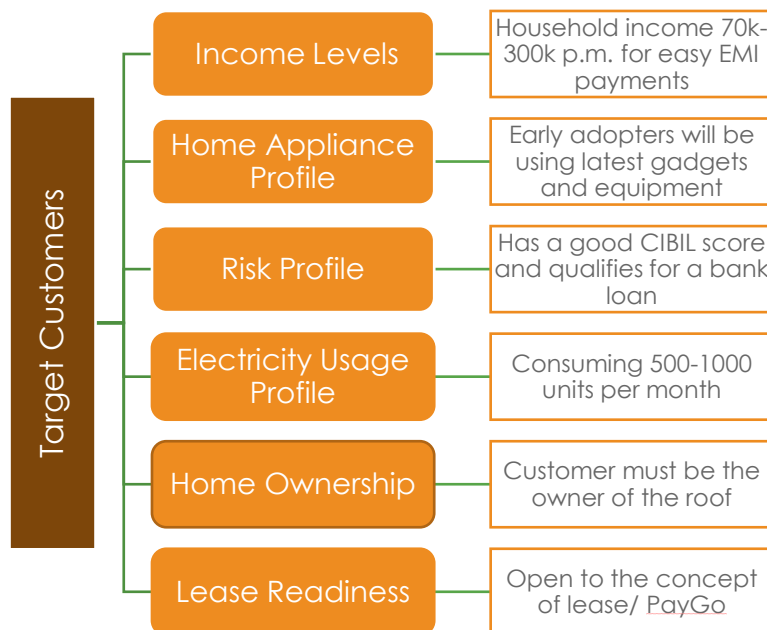 Target Customers
Income Levels
Household income 70k-
300k p.m. for easy EMI
payments
Home Appliance
Profile
Early adopters will be
using latest gadgets
and equipment
Risk Profile
Has a good CIBIL score
and qualifies for a bank
loan
Electricity Usage
Profile
Consuming 500-1000
units per month
Home Ownership
Customer must be the
owner of the roof
Lease Readiness
Open to the concept
of lease/ PayGo